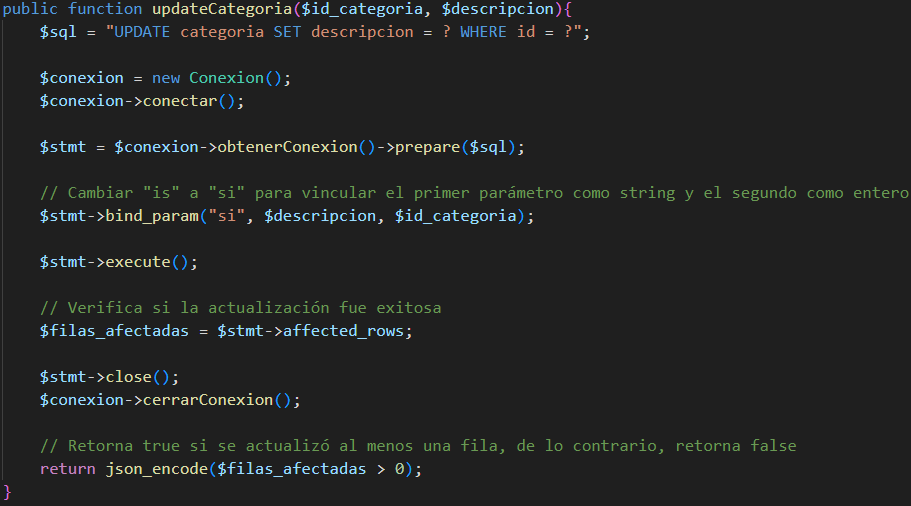 public function updateCategoria($id_categoria, $descripcion){
$sql = "UPDATE categoria SET descripcion = ? WHERE id = ?";
$conexion = new Conexion();
$conexion->conectar();
$stmt = $conexion->obtenerConexion()->prepare($sql);
// Cambiar "is" a "si" para vincular el primer parámetro como string y el segundo como entero
$stmt->bind_param("si", $descripcion, $id_categoria);
$stmt->execute();
// Verifica si la actualización fue exitosa
$filas_afectadas = $stmt->affected_rows;
$stmt->close();
$conexion->cerrarConexion();
// Retorna true si se actualizó al menos una fila, de lo contrario, retorna false
return json_encode($filas_afectadas > 0);
}